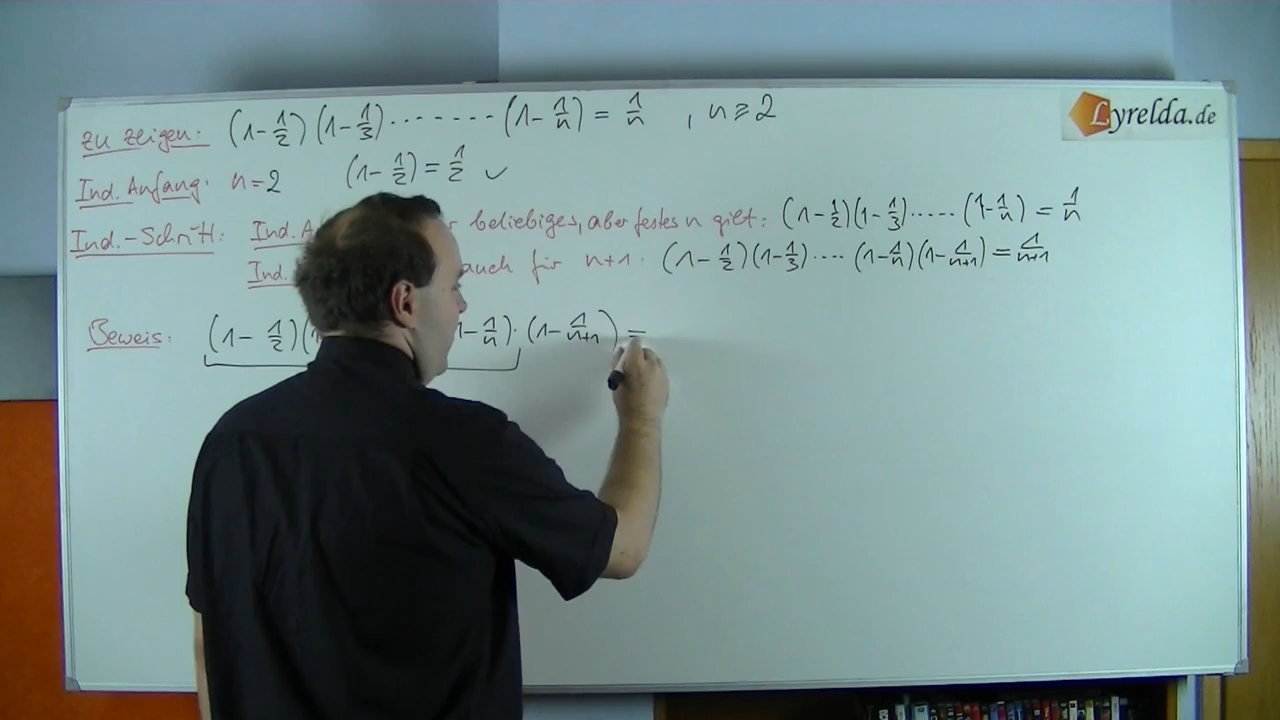 Lyrelda.de
zu zeigen: (1-1/2)(1-1/3)·······(1-1/n) = 1/n , n ≥ 2
Ind. Anfang: n=2 (1-1/2) = 1/2 ✓
Ind.-Schritt: Ind. A beliebiges, aber festes n gilt: (1-1/2)(1-1/3)·····(1-1/n) = 1/n
Ind. auch für n+1: (1-1/2)(1-1/3)····(1-1/n)(1-1/n+1) = 1/n+1
Beweis: (1-1/2)( 1-1/n)·(1-1/n+1) =